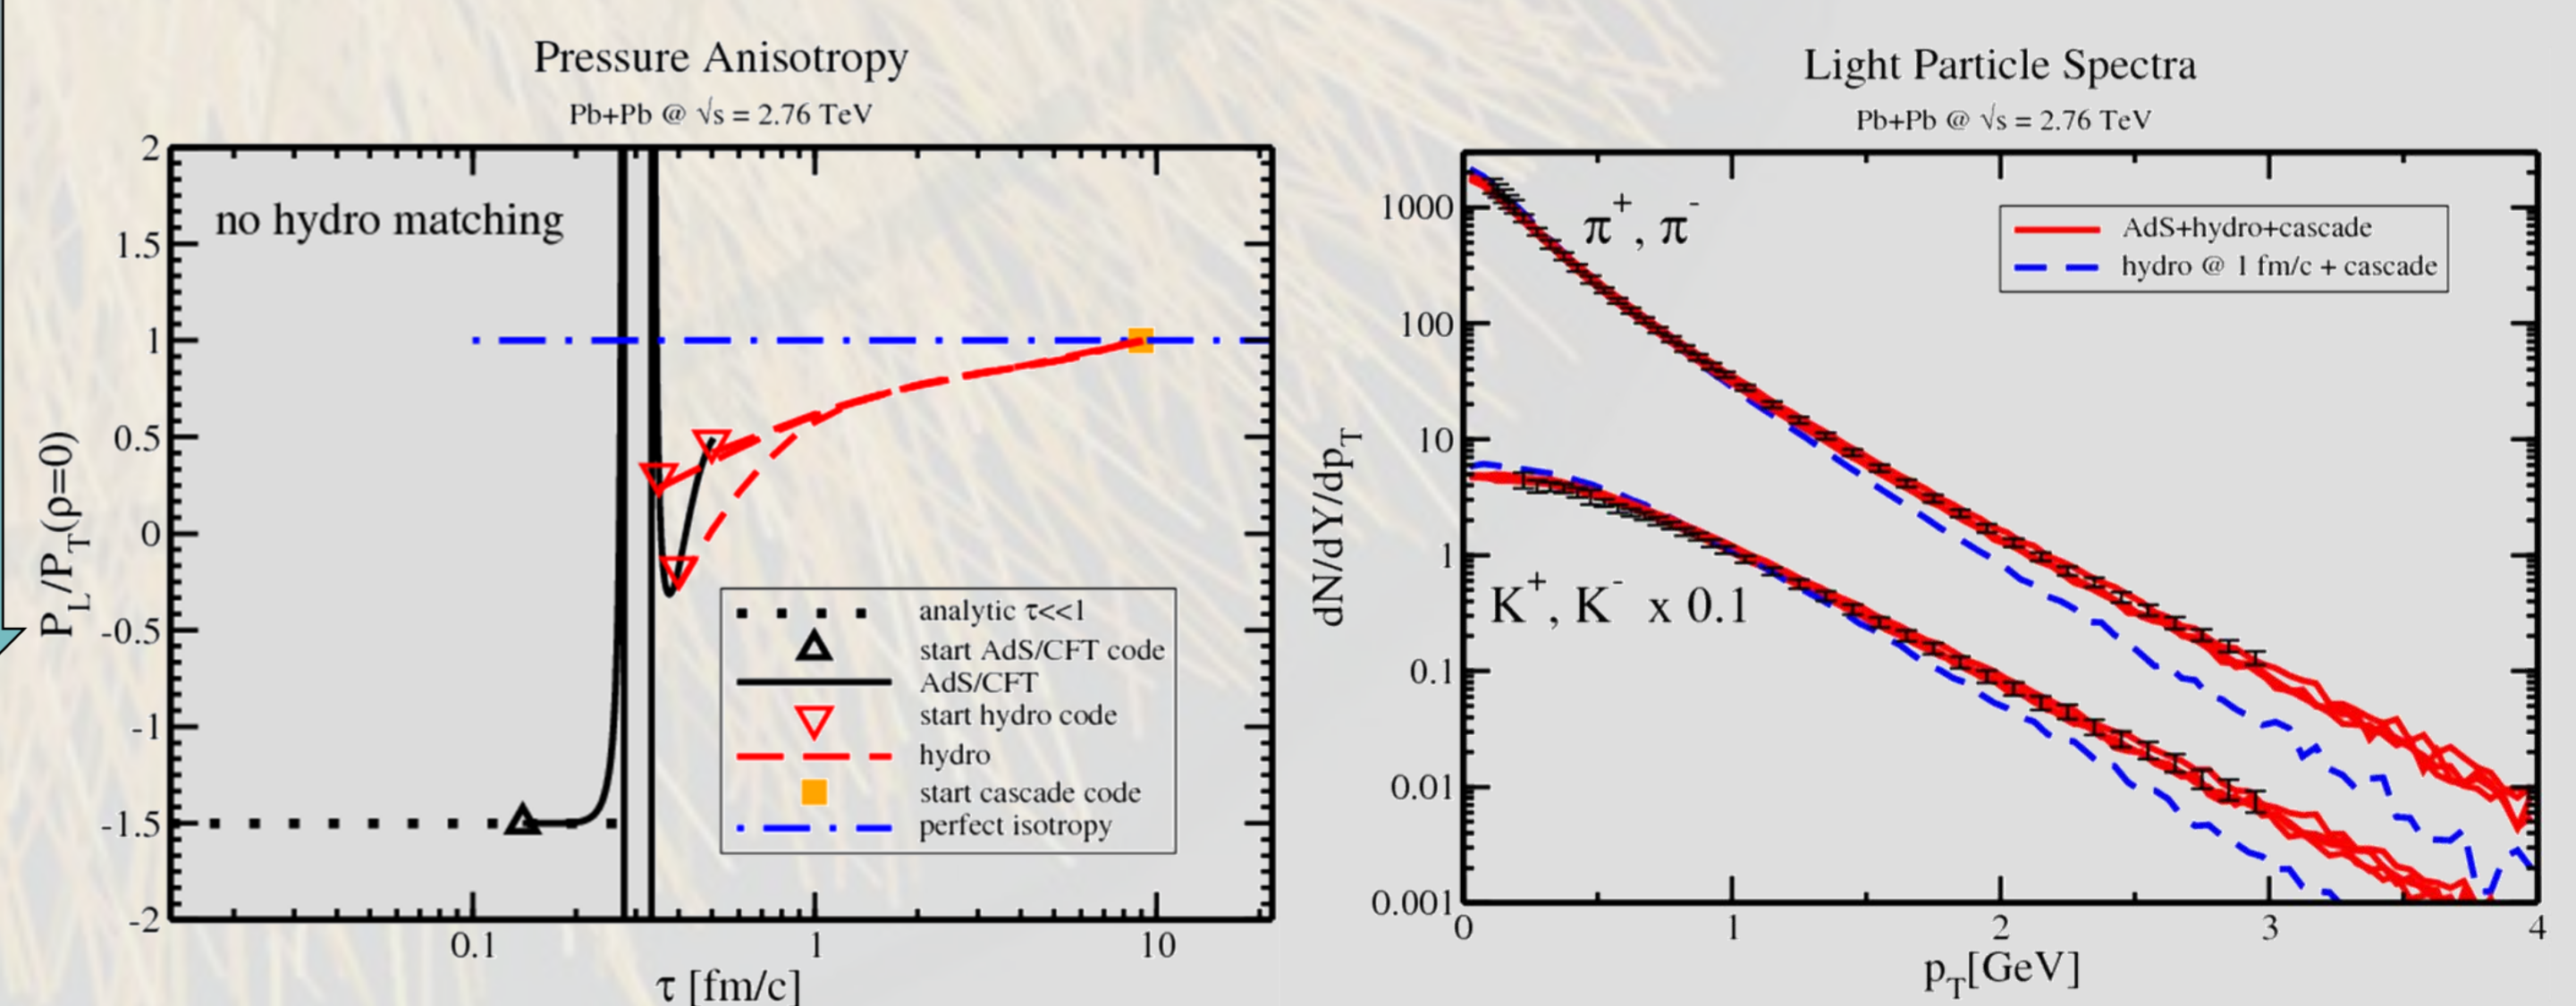 Pressure Anisotropy
Pb+Pb @ √s = 2.76 TeV
2
1.5
1
0.5
0
-0.5
-1
-1.5
-2
P_L/P_T(ρ=0)
no hydro matching
analytic τ<<1
start AdS/CFT code
AdS/CFT
start hydro code
hydro
start cascade code
perfect isotropy
0.1
1
10
τ [fm/c]
Light Particle Spectra
Pb+Pb @ √s = 2.76 TeV
1000
100
10
1
0.1
0.01
0.001
dN/dY/dp_T
π⁺, π⁻
AdS+hydro+cascade
hydro @ 1 fm/c + cascade
K⁺, K⁻ x 0.1
0
1
2
3
4
p_T[GeV]